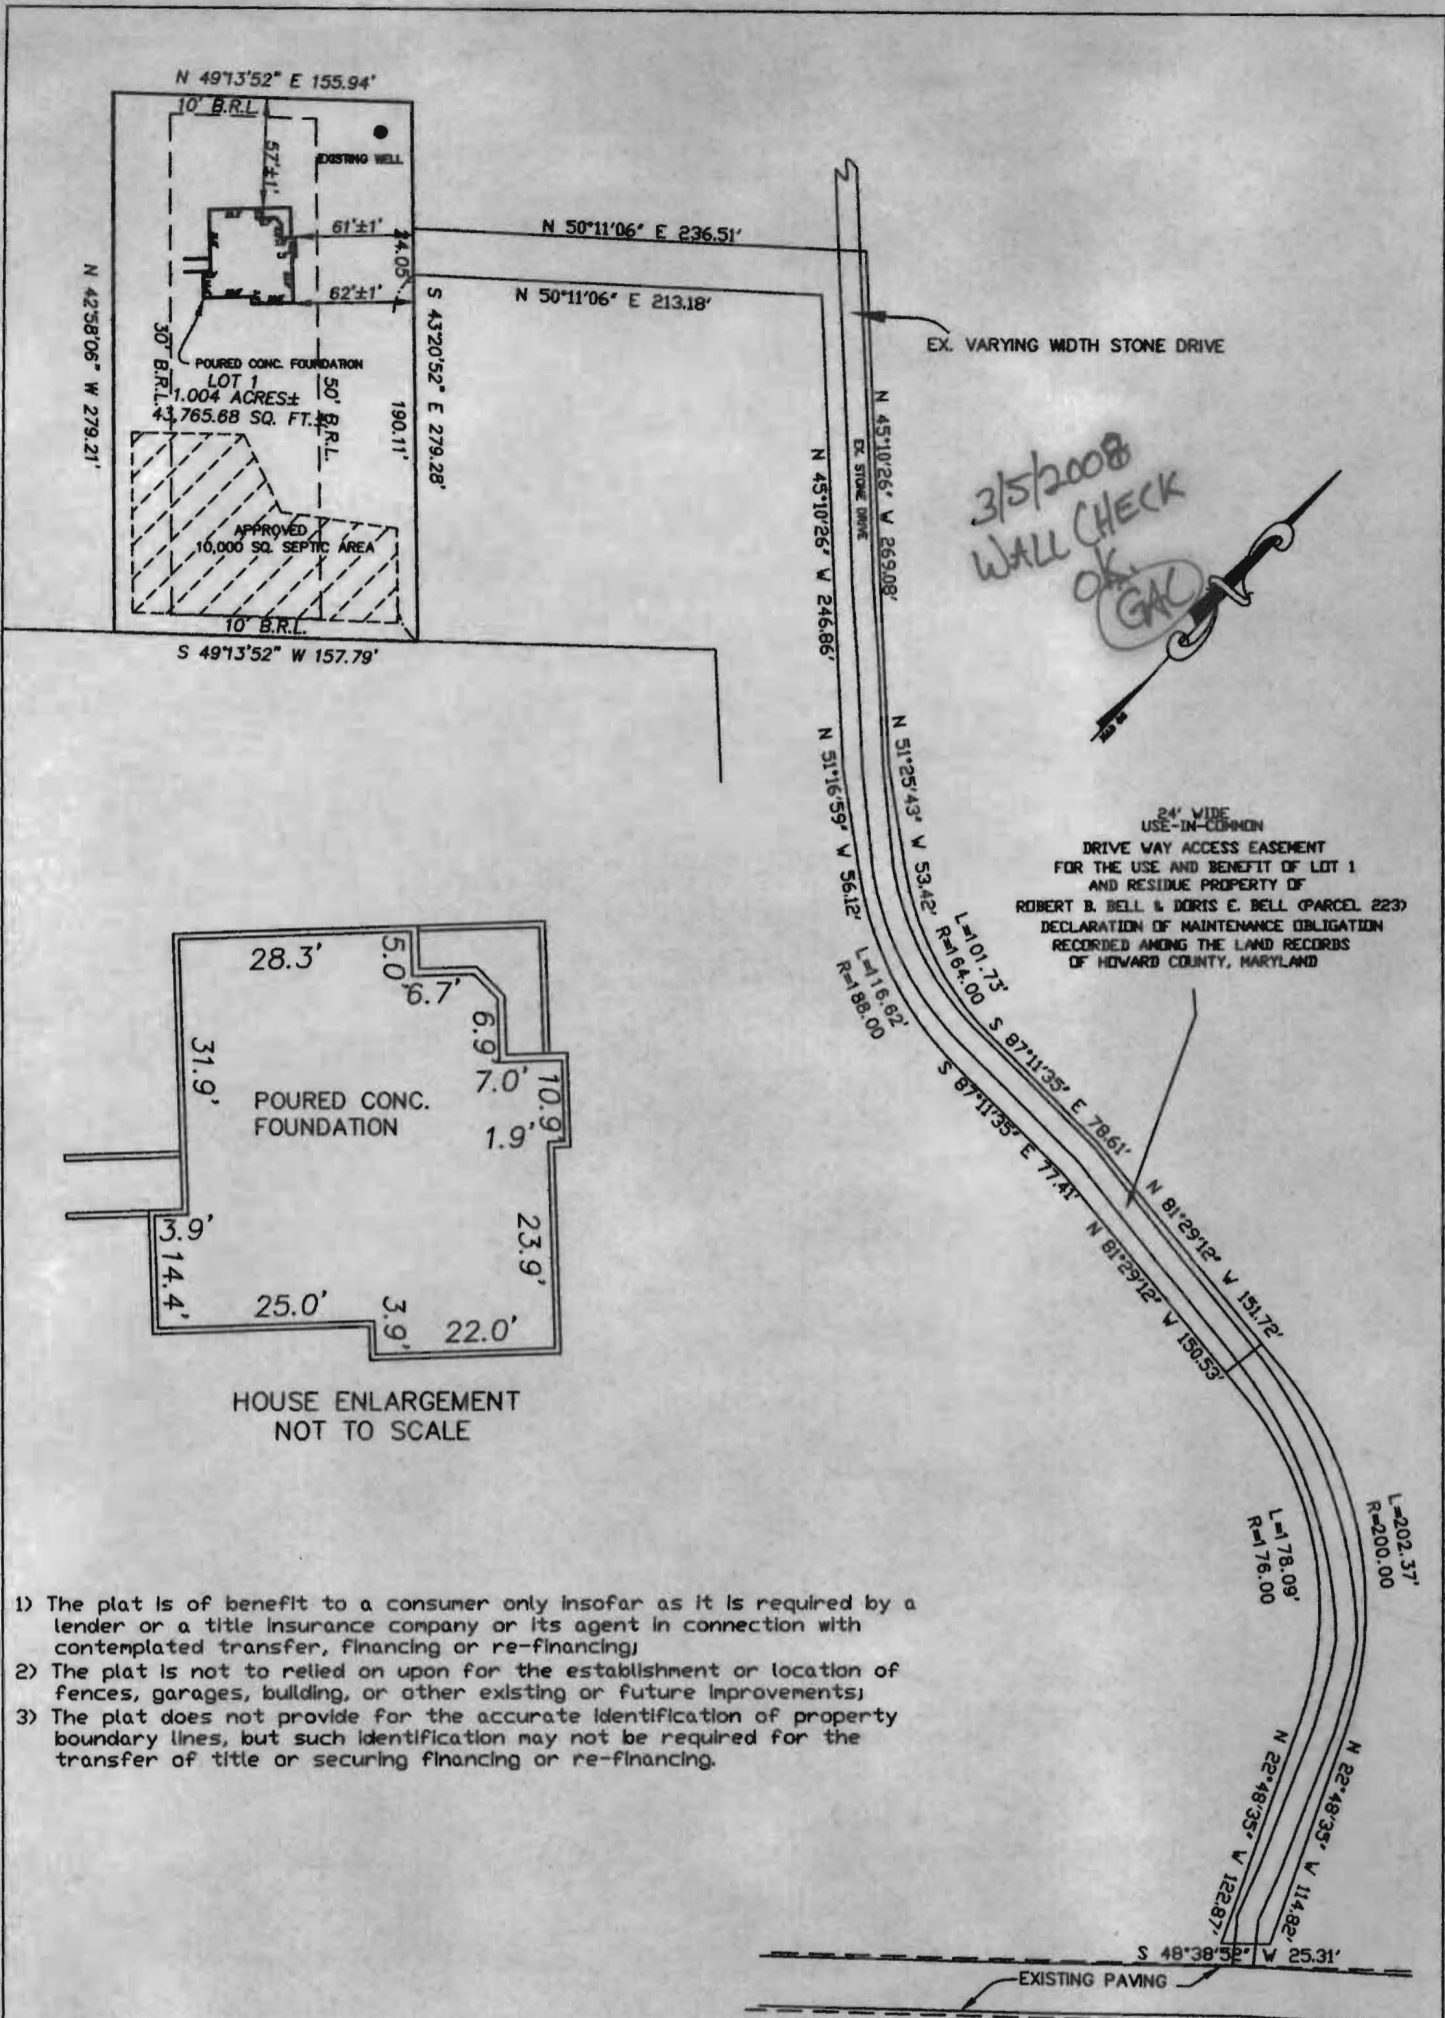 N 49°13'52" E 155.94'
10' B.R.L.
57'±1'
EXISTING WELL
61'±1'
24.05'
62'±1'
N 42°58'06" W 279.21'
S 43°20'52" E 279.28'
190.11'
30' B.R.L.
50' B.R.L.
POURED CONC. FOUNDATION
LOT 1
1.004 ACRES±
43,765.68 SQ. FT.±
APPROVED
10,000 SQ. SEPTIC AREA
10' B.R.L.
S 49°13'52" W 157.79'
N 50°11'06" E 236.51'
N 50°11'06" E 213.18'
EX. VARYING WIDTH STONE DRIVE
EX. STONE DRIVE
N 45°10'26" W 269.08'
N 45°10'26" W 246.86'
3/5/2008
WALL CHECK
OK.
GAC
N 51°25'43" W 53.42'
N 51°16'59" W 56.12'
24' WIDE
USE-IN-COMMON
DRIVE WAY ACCESS EASEMENT
FOR THE USE AND BENEFIT OF LOT 1
AND RESIDUE PROPERTY OF
ROBERT B. BELL & DORIS E. BELL (PARCEL 223)
DECLARATION OF MAINTENANCE OBLIGATION
RECORDED AMONG THE LAND RECORDS
OF HOWARD COUNTY, MARYLAND
L=101.73'
R=164.00
L=116.62'
R=188.00
S 87°11'35" E 78.61'
S 87°11'35" E 77.41'
N 81°29'12" W 151.72'
N 81°29'12" W 150.53'
28.3'
5.0'
6.7'
6.9'
7.0'
10.9'
1.9'
31.9'
POURED CONC.
FOUNDATION
3.9'
14.4'
25.0'
3.9'
22.0'
23.9'
HOUSE ENLARGEMENT
NOT TO SCALE
L=202.37'
R=200.00
L=178.09'
R=176.00
1) The plat is of benefit to a consumer only insofar as it is required by a
lender or a title insurance company or its agent in connection with
contemplated transfer, financing or re-financing;
2) The plat is not to relied on upon for the establishment or location of
fences, garages, building, or other existing or future improvements;
3) The plat does not provide for the accurate identification of property
boundary lines, but such identification may not be required for the
transfer of title or securing financing or re-financing.
N 22°48'35" W 122.87'
N 22°48'35" W 114.82'
S 48°38'52" W 25.31'
EXISTING PAVING